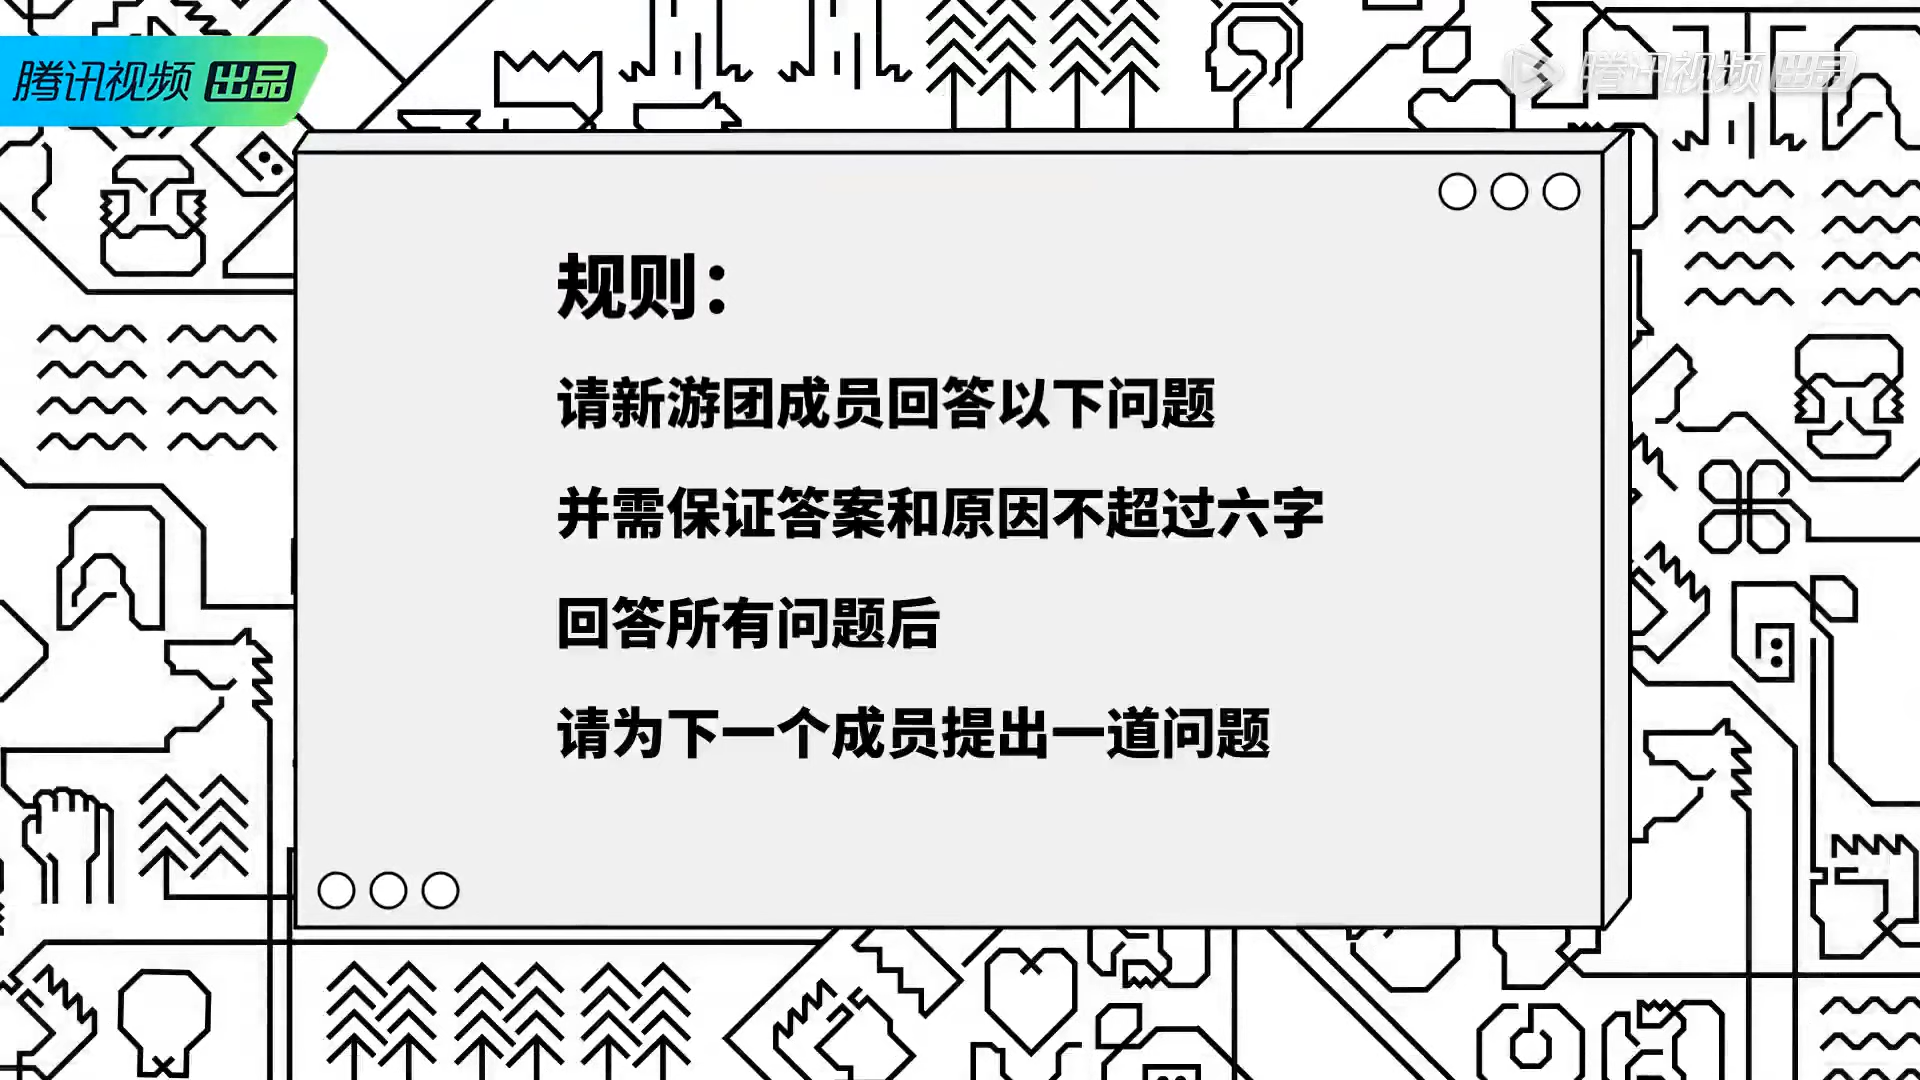 腾讯视频 出品
腾讯视频 出品
规则：
请新游团成员回答以下问题
并需保证答案和原因不超过六字
回答所有问题后
请为下一个成员提出一道问题